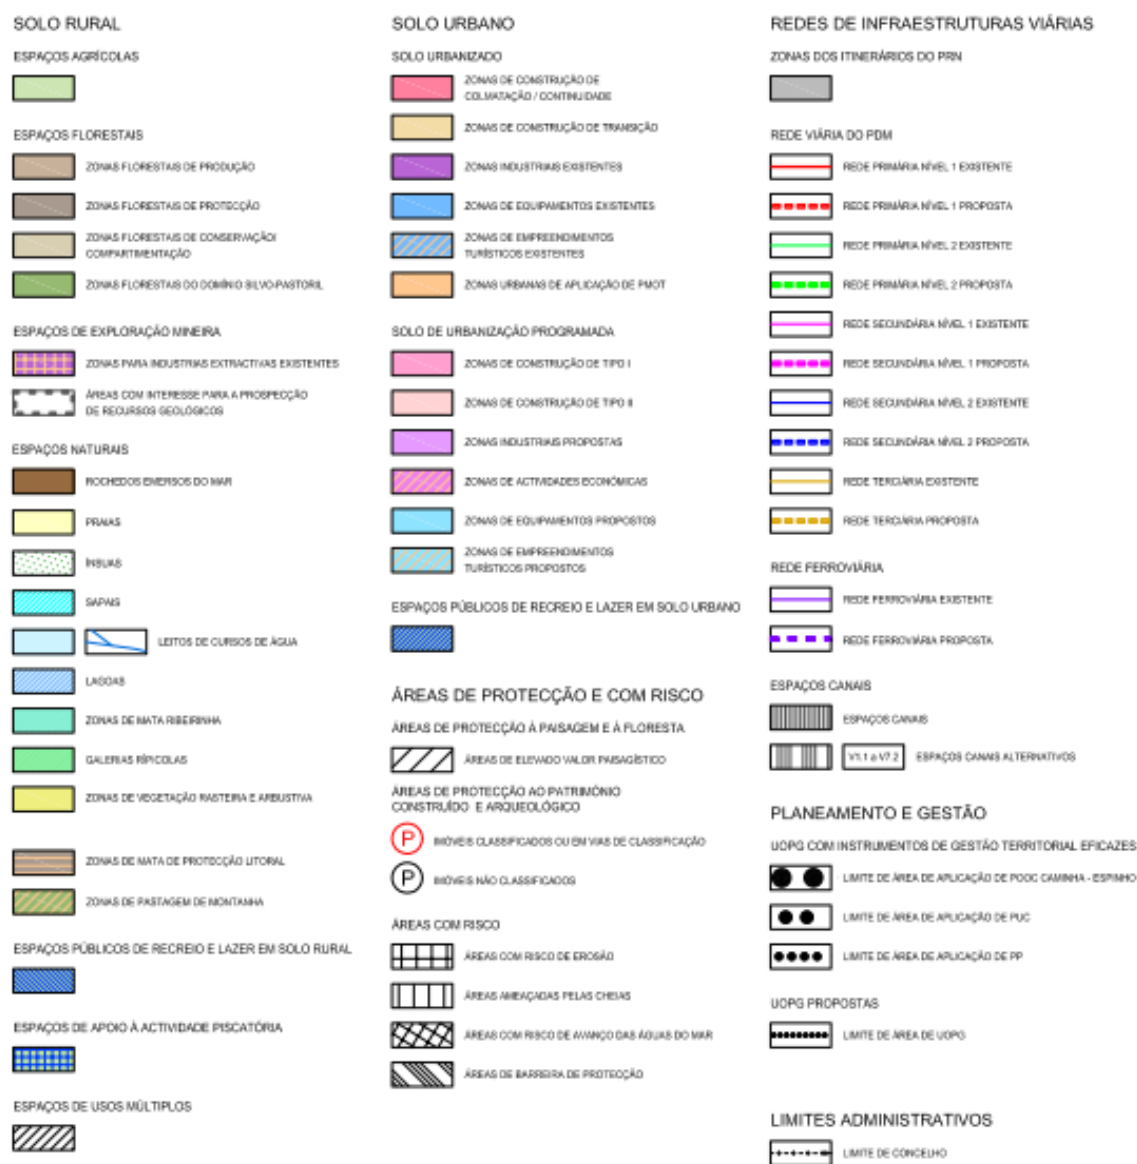 SOLO RURAL
ESPAÇOS AGRÍCOLAS
ESPAÇOS FLORESTAIS
ZONAS FLORESTAIS DE PRODUÇÃO
ZONAS FLORESTAIS DE PROTECÇÃO
ZONAS FLORESTAIS DE CONSERVAÇÃO/
COMPARTIMENTAÇÃO
ZONAS FLORESTAIS DO DOMÍNIO SILVO-PASTORIL
ESPAÇOS DE EXPLORAÇÃO MINEIRA
ZONAS PARA INDUSTRIAS EXTRACTIVAS EXISTENTES
ÁREAS COM INTERESSE PARA A PROSPECÇÃO
DE RECURSOS GEOLÓGICOS
ESPAÇOS NATURAIS
ROCHEDOS EMERSOS DO MAR
PRAIAS
ÍNSUAS
SAPAIS
LEITOS DE CURSOS DE ÁGUA
LAGOAS
ZONAS DE MATA RIBEIRINHA
GALERIAS RÍPICOLAS
ZONAS DE VEGETAÇÃO RASTEIRA E ARBUSTIVA
ZONAS DE MATA DE PROTECÇÃO LITORAL
ZONAS DE PASTAGEM DE MONTANHA
ESPAÇOS PÚBLICOS DE RECREIO E LAZER EM SOLO RURAL
ESPAÇOS DE APOIO À ACTIVIDADE PISCATÓRIA
ESPAÇOS DE USOS MÚLTIPLOS
SOLO URBANO
SOLO URBANIZADO
ZONAS DE CONSTRUÇÃO DE
COLMATAÇÃO / CONTINUIDADE
ZONAS DE CONSTRUÇÃO DE TRANSIÇÃO
ZONAS INDUSTRIAIS EXISTENTES
ZONAS DE EQUIPAMENTOS EXISTENTES
ZONAS DE EMPREENDIMENTOS
TURÍSTICOS EXISTENTES
ZONAS URBANAS DE APLICAÇÃO DE PMOT
SOLO DE URBANIZAÇÃO PROGRAMADA
ZONAS DE CONSTRUÇÃO DE TIPO I
ZONAS DE CONSTRUÇÃO DE TIPO II
ZONAS INDUSTRIAIS PROPOSTAS
ZONAS DE ACTIVIDADES ECONÓMICAS
ZONAS DE EQUIPAMENTOS PROPOSTOS
ZONAS DE EMPREENDIMENTOS
TURÍSTICOS PROPOSTOS
ESPAÇOS PÚBLICOS DE RECREIO E LAZER EM SOLO URBANO
ÁREAS DE PROTECÇÃO E COM RISCO
ÁREAS DE PROTECÇÃO À PAISAGEM E À FLORESTA
ÁREAS DE ELEVADO VALOR PAISAGÍSTICO
ÁREAS DE PROTECÇÃO AO PATRIMÓNIO
CONSTRUÍDO E ARQUEOLÓGICO
P IMÓVEIS CLASSIFICADOS OU EM VIAS DE CLASSIFICAÇÃO
P IMÓVEIS NÃO CLASSIFICADOS
ÁREAS COM RISCO
ÁREAS COM RISCO DE EROSÃO
ÁREAS AMEAÇADAS PELAS CHEIAS
ÁREAS COM RISCO DE AVANÇO DAS ÁGUAS DO MAR
ÁREAS DE BARREIRA DE PROTECÇÃO
REDES DE INFRAESTRUTURAS VIÁRIAS
ZONAS DOS ITINERÁRIOS DO PRN
REDE VIÁRIA DO PDM
REDE PRIMÁRIA NÍVEL 1 EXISTENTE
REDE PRIMÁRIA NÍVEL 1 PROPOSTA
REDE PRIMÁRIA NÍVEL 2 EXISTENTE
REDE PRIMÁRIA NÍVEL 2 PROPOSTA
REDE SECUNDÁRIA NÍVEL 1 EXISTENTE
REDE SECUNDÁRIA NÍVEL 1 PROPOSTA
REDE SECUNDÁRIA NÍVEL 2 EXISTENTE
REDE SECUNDÁRIA NÍVEL 2 PROPOSTA
REDE TERCIÁRIA EXISTENTE
REDE TERCIÁRIA PROPOSTA
REDE FERROVIÁRIA
REDE FERROVIÁRIA EXISTENTE
REDE FERROVIÁRIA PROPOSTA
ESPAÇOS CANAIS
ESPAÇOS CANAIS
V1.1 a V7.2 ESPAÇOS CANAIS ALTERNATIVOS
PLANEAMENTO E GESTÃO
UOPG COM INSTRUMENTOS DE GESTÃO TERRITORIAL EFICAZES
LIMITE DE ÁREA DE APLICAÇÃO DE POOC CAMINHA - ESPINHO
LIMITE DE ÁREA DE APLICAÇÃO DE PUC
LIMITE DE ÁREA DE APLICAÇÃO DE PP
UOPG PROPOSTAS
LIMITE DE ÁREA DE UOPG
LIMITES ADMINISTRATIVOS
LIMITE DE CONCELHO